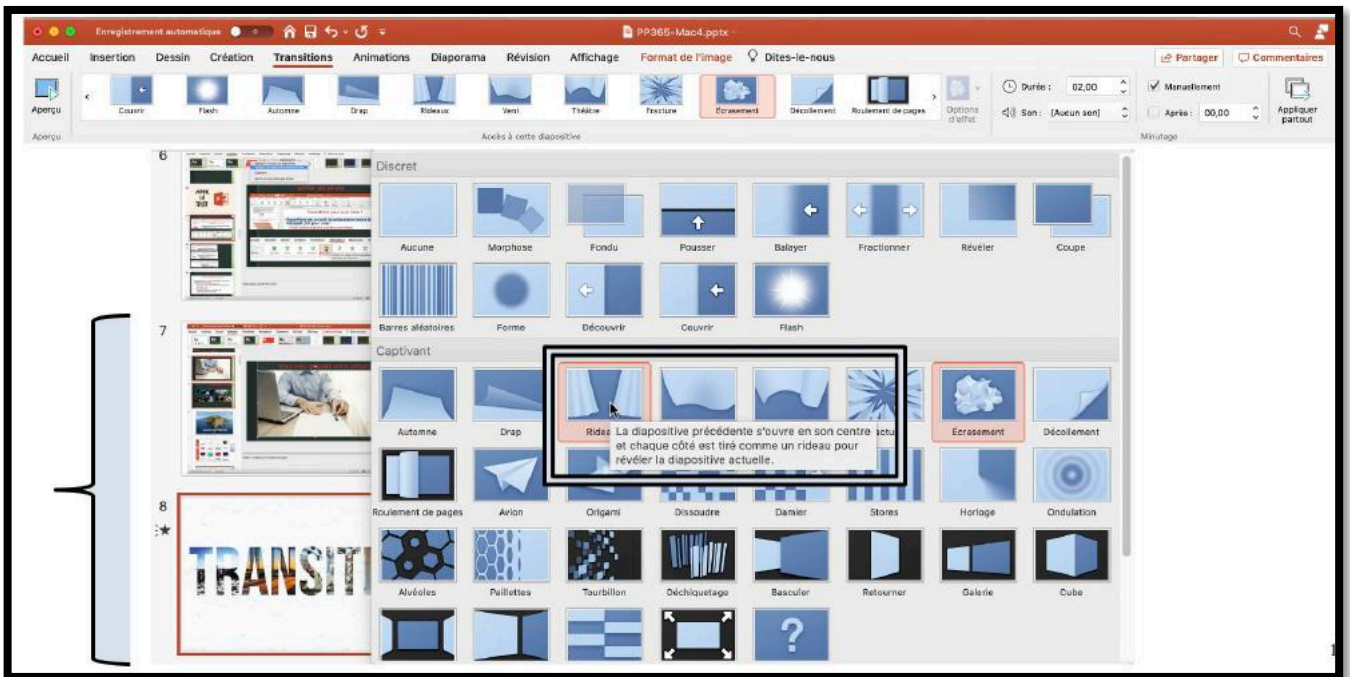 Enregistrement automatique
PP365-Mac4.pptx
Accueil Insertion Dessin Création Transitions Animations Diaporama Révision Affichage Format de l'image Dites-le-nous Partager Commentaires
Aperçu Couvrir Flash Automne Drap Rideaux Vent Théâtre Fracture Écrasement Décollement Roulement de pages Options d'effet
Durée : 02,00
Son : [Aucun son]
Manuellement
Après : 00,00
Appliquer partout
Aperçu Accès à cette diapositive Minutage
6
7
8
TRANSIT
Discret
Aucune Morphose Fondu Pousser Balayer Fractionner Révéler Coupe
Barres aléatoires Forme Découvrir Couvrir Flash
Captivant
Automne Drap Ridea actu Écrasement Décollement
La diapositive précédente s'ouvre en son centre
et chaque côté est tiré comme un rideau pour
révéler la diapositive actuelle.
Roulement de pages Avion Origami Dissoudre Damier Stores Horloge Ondulation
Alvéoles Paillettes Tourbillon Déchiquetage Basculer Retourner Galerie Cube
?
1